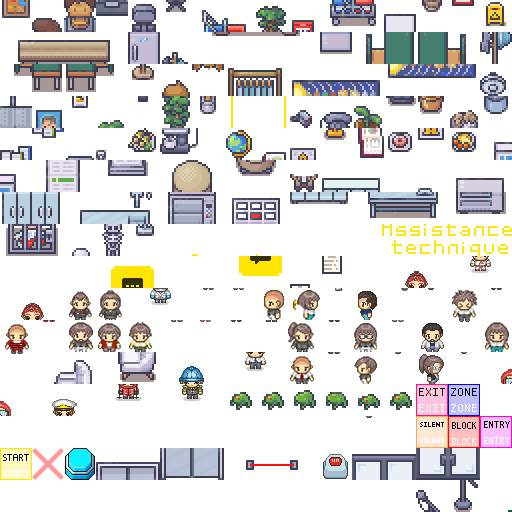 Assistance
technique
EXIT ZONE
EXIT ZONE
SILENT BLOCK ENTRY
SILENT BLOCK ENTRY
START
START